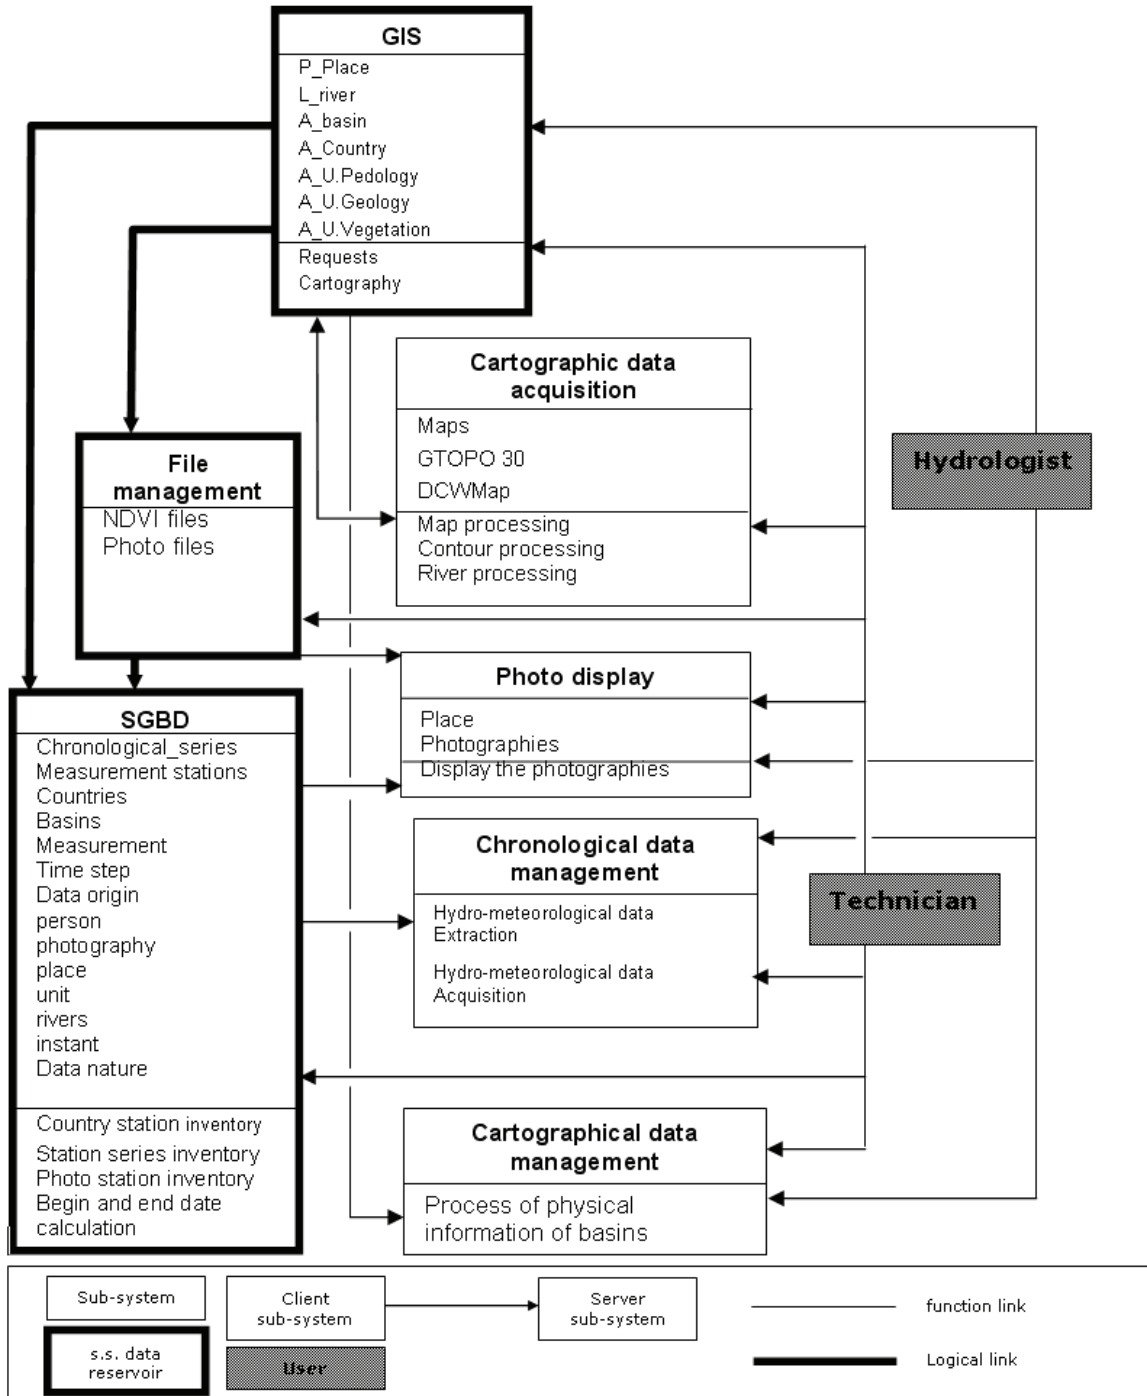 GIS
P_Place
L_river
A_basin
A_Country
A_U.Pedology
A_U.Geology
A_U.Vegetation
Requests
Cartography
Cartographic data
acquisition
Maps
GTOPO 30
DCWMap
Map processing
Contour processing
River processing
Hydrologist
File
management
NDVI files
Photo files
Photo display
Place
Photographies
Display the photographies
SGBD
Chronological_series
Measurement stations
Countries
Basins
Measurement
Time step
Data origin
person
photography
place
unit
rivers
instant
Data nature
Country station inventory
Station series inventory
Photo station inventory
Begin and end date
calculation
Chronological data
management
Hydro-meteorological data
Extraction
Hydro-meteorological data
Acquisition
Technician
Cartographical data
management
Process of physical
information of basins
Sub-system
s.s. data
reservoir
Client
sub-system
User
Server
sub-system
function link
Logical link